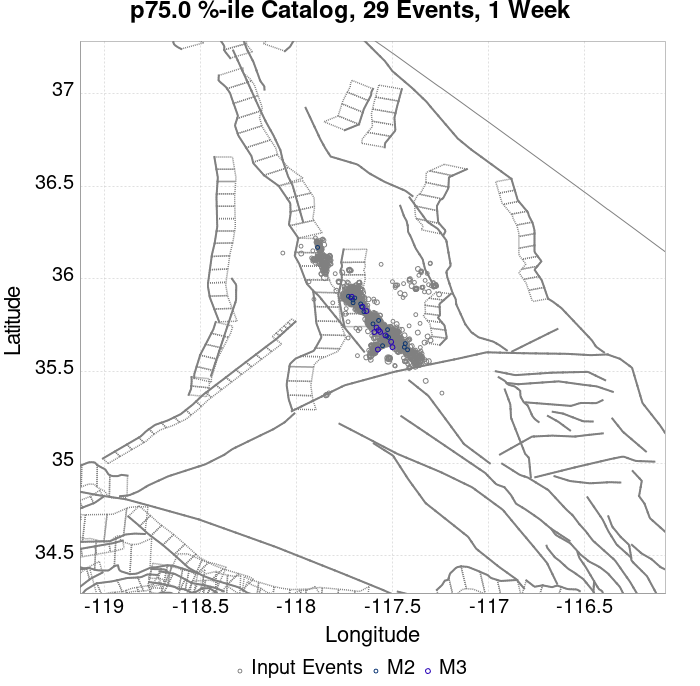 p75.0 %-ile Catalog, 29 Events, 1 Week
Latitude
37
36.5
36
35.5
35
34.5
-119 -118.5 -118 -117.5 -117 -116.5
Longitude
Input Events M2 M3